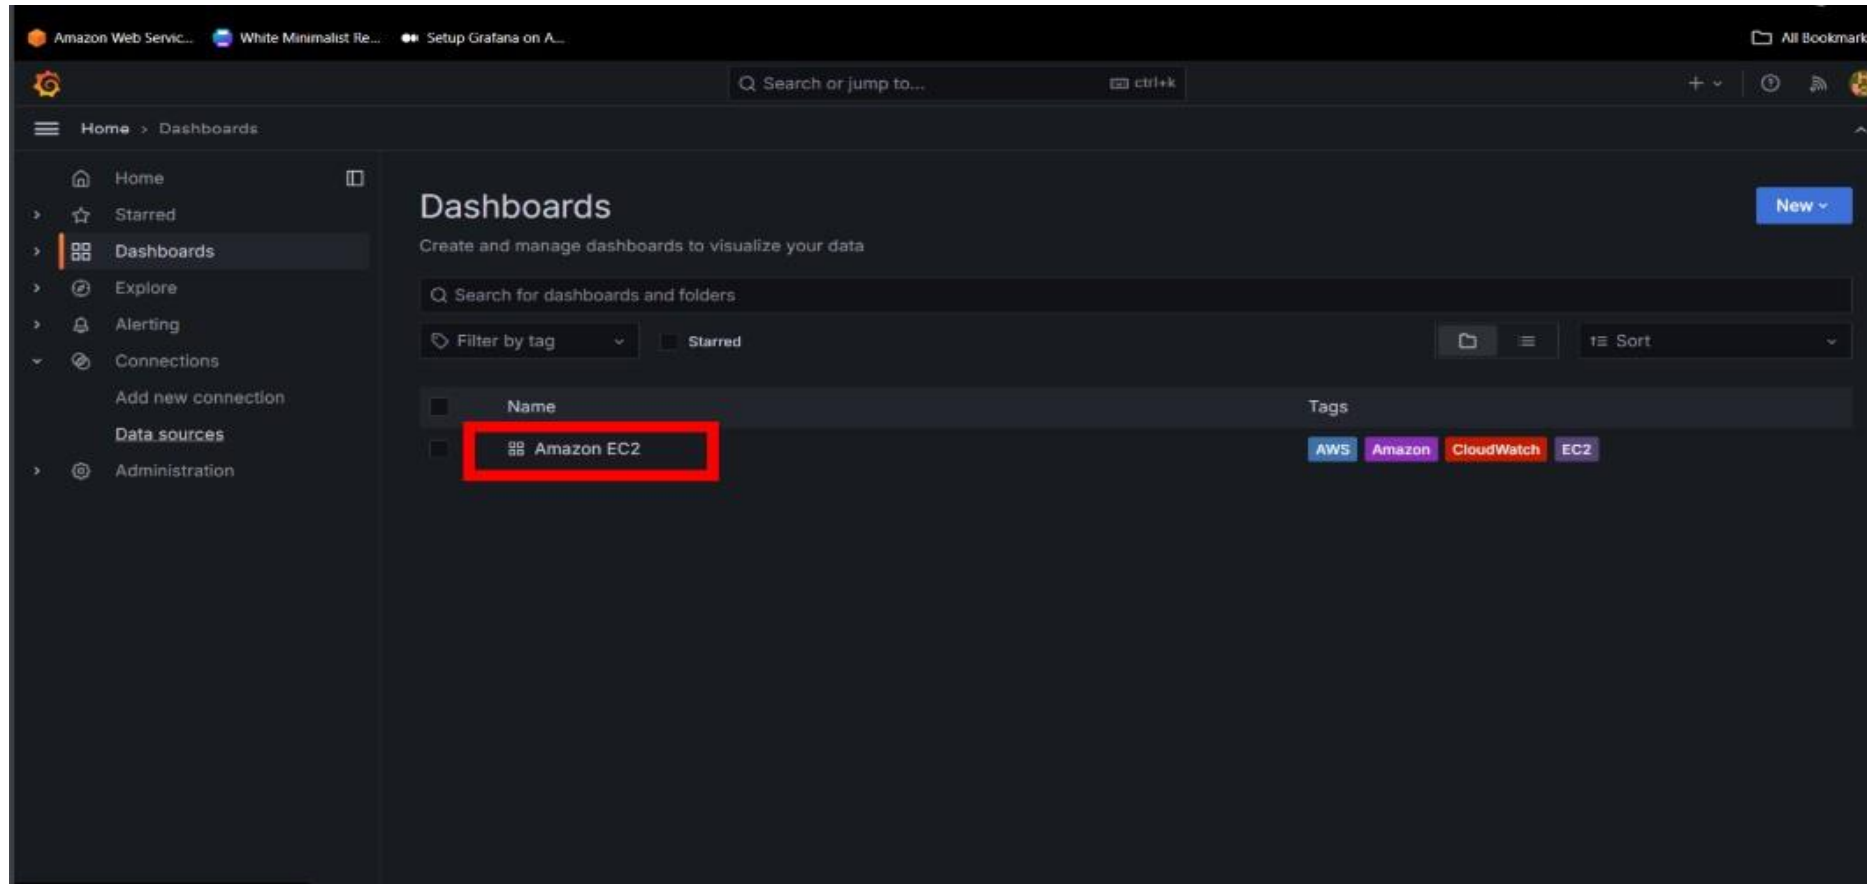 Amazon Web Servic... White Minimalist Re... Setup Grafana on A... All Bookmark
Search or jump to... ctrl+k
Home > Dashboards
Home
Starred
Dashboards
Explore
Alerting
Connections
Add new connection
Data sources
Administration
Dashboards
New
Create and manage dashboards to visualize your data
Search for dashboards and folders
Filter by tag Starred Sort
Name Tags
Amazon EC2 AWS Amazon CloudWatch EC2